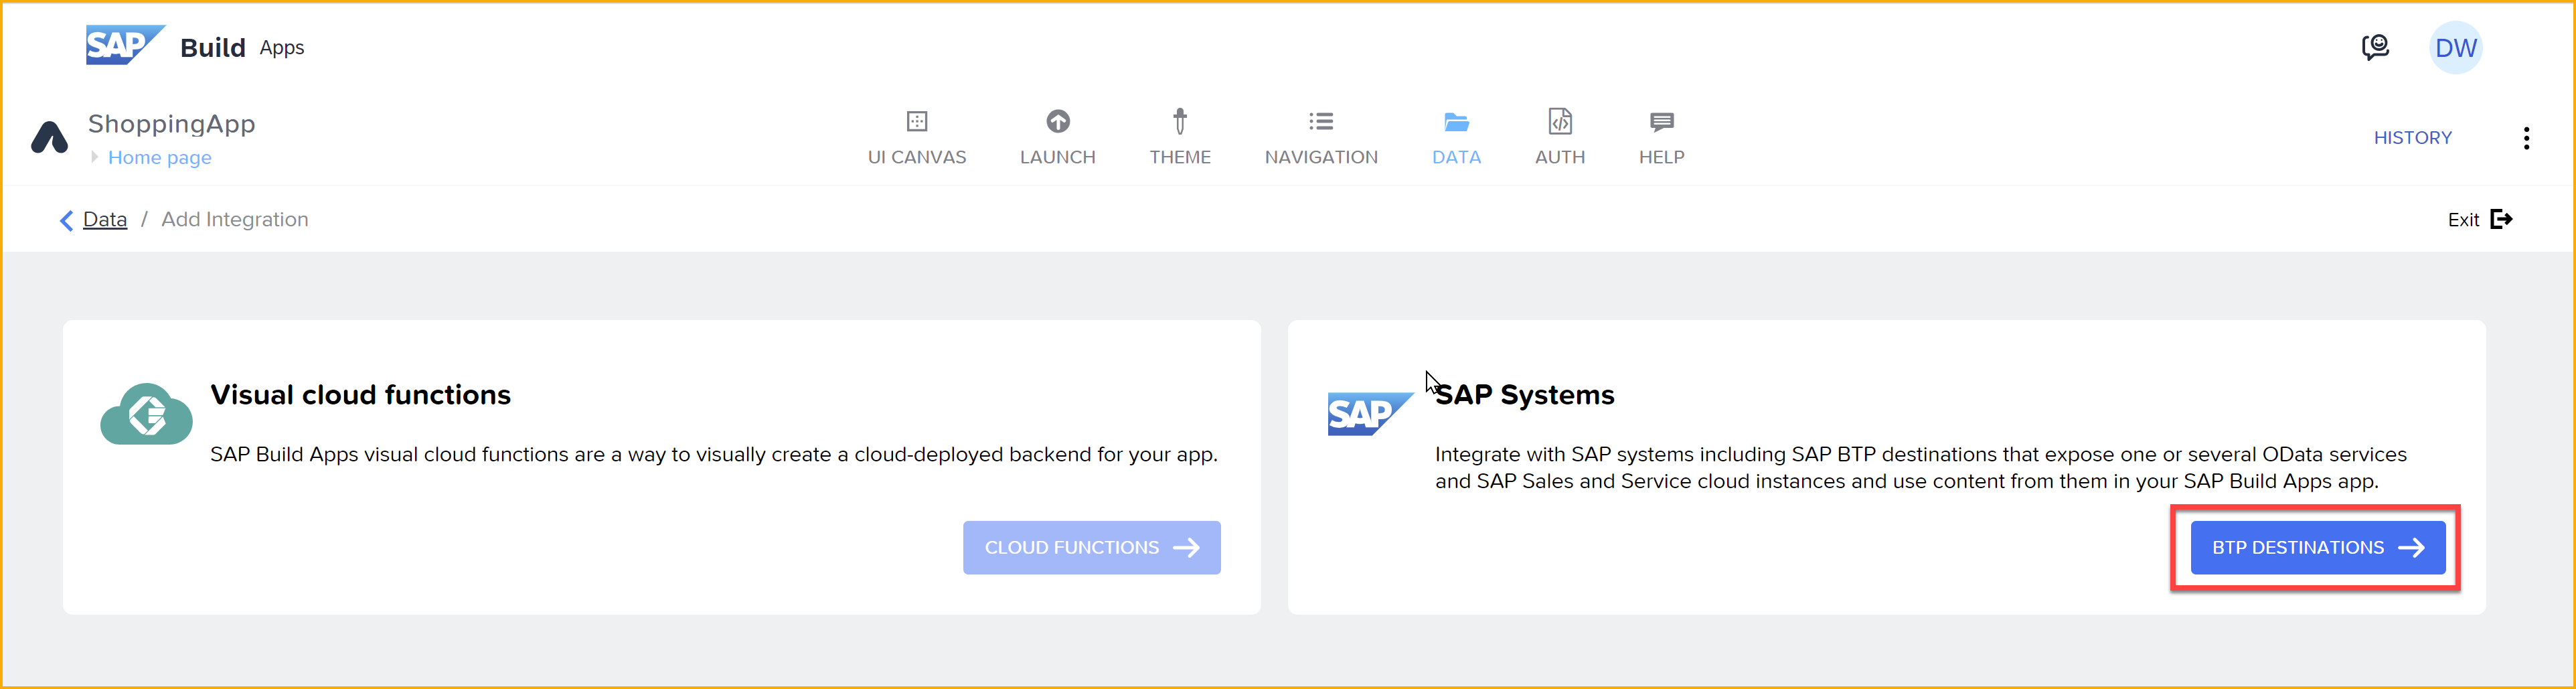 SAP Build Apps
DW
ShoppingApp
Home page
UI CANVAS
LAUNCH
THEME
NAVIGATION
DATA
AUTH
HELP
HISTORY
Data / Add Integration
Exit
Visual cloud functions
SAP Build Apps visual cloud functions are a way to visually create a cloud-deployed backend for your app.
CLOUD FUNCTIONS
SAP
SAP Systems
Integrate with SAP systems including SAP BTP destinations that expose one or several OData services
and SAP Sales and Service cloud instances and use content from them in your SAP Build Apps app.
BTP DESTINATIONS